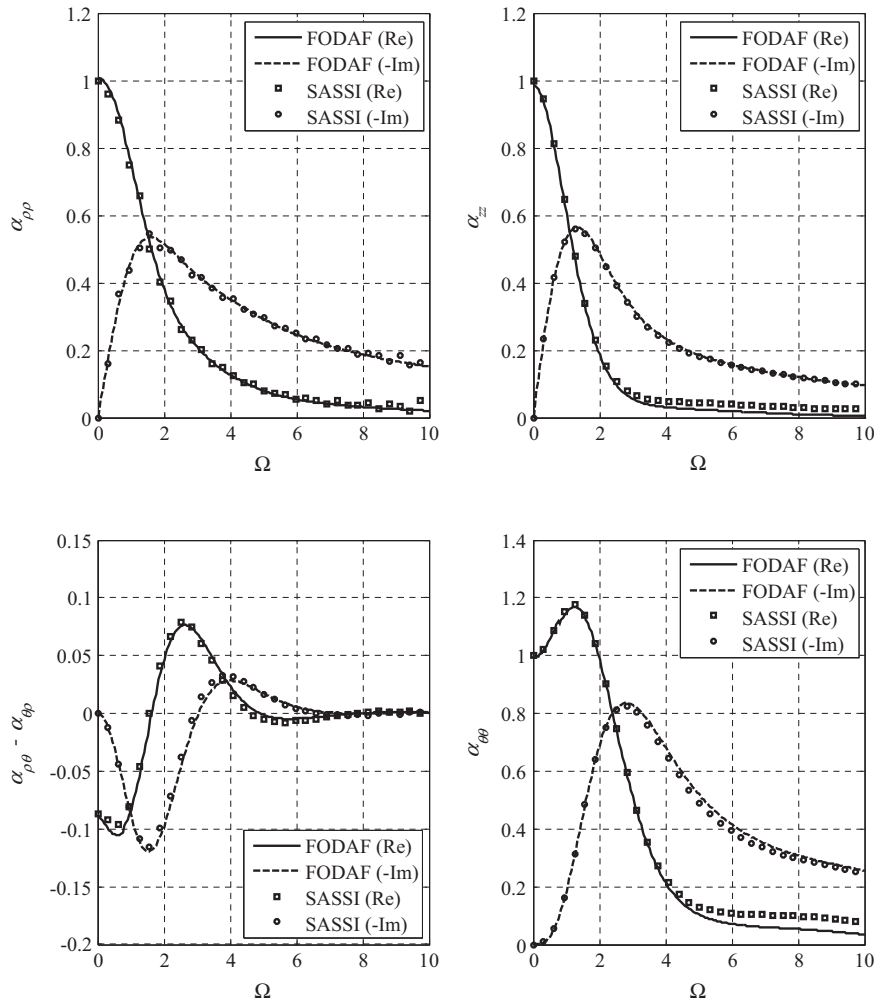 1.2
1
0.8
0.6
0.4
0.2
0
0 2 4 6 8 10
α_ρρ
Ω
FODAF (Re)
FODAF (-Im)
SASSI (Re)
SASSI (-Im)
1.2
1
0.8
0.6
0.4
0.2
0
0 2 4 6 8 10
α_zz
Ω
FODAF (Re)
FODAF (-Im)
SASSI (Re)
SASSI (-Im)
0.15
0.1
0.05
0
-0.05
-0.1
-0.15
-0.2
0 2 4 6 8 10
α_ρθ - α_θρ
Ω
FODAF (Re)
FODAF (-Im)
SASSI (Re)
SASSI (-Im)
1.4
1.2
1
0.8
0.6
0.4
0.2
0
0 2 4 6 8 10
α_θθ
Ω
FODAF (Re)
FODAF (-Im)
SASSI (Re)
SASSI (-Im)